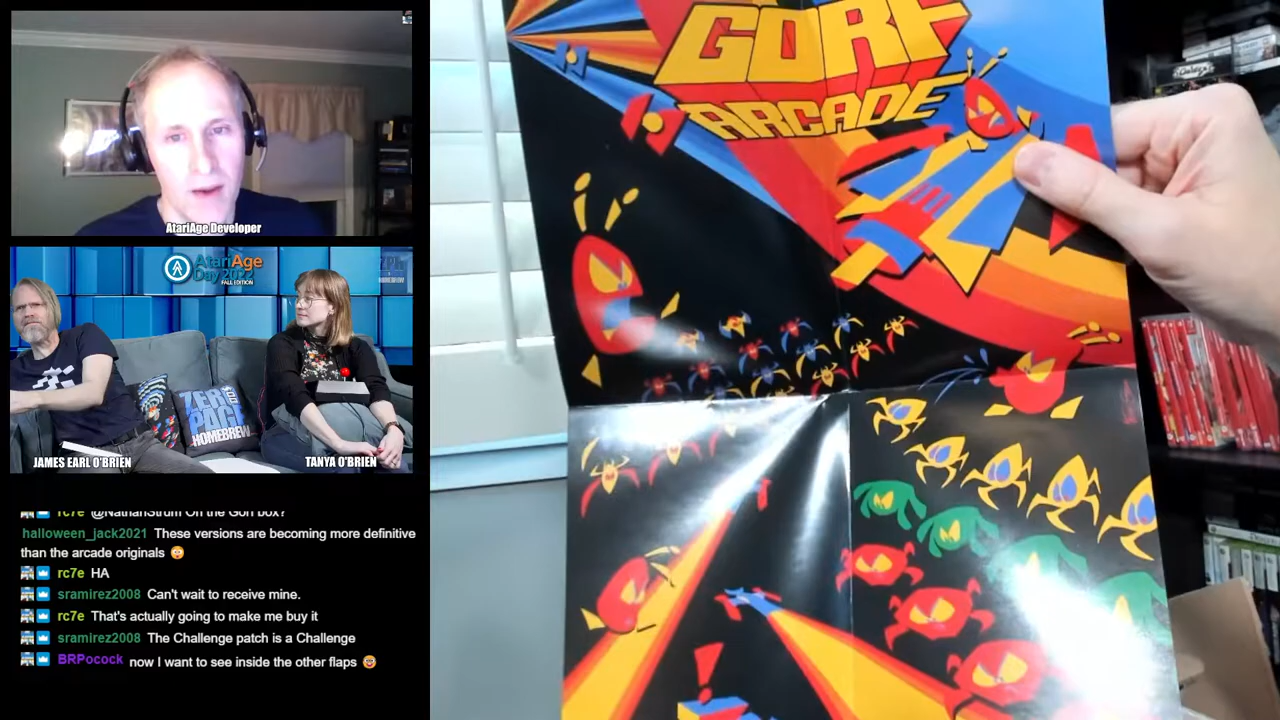 AtariAge Developer
AtariAge
Day 2022
FALL EDITION
ZERO
PAGE
HOMEBREW
JAMES EARL O'BRIEN
TANYA O'BRIEN
rc7e @NathanStrum On the Gorf box?
halloween_jack2021 These versions are becoming more definitive
than the arcade originals
rc7e HA
sramirez2008 Can't wait to receive mine.
rc7e That's actually going to make me buy it
sramirez2008 The Challenge patch is a Challenge
BRPocock now I want to see inside the other flaps
GORF
ARCADE